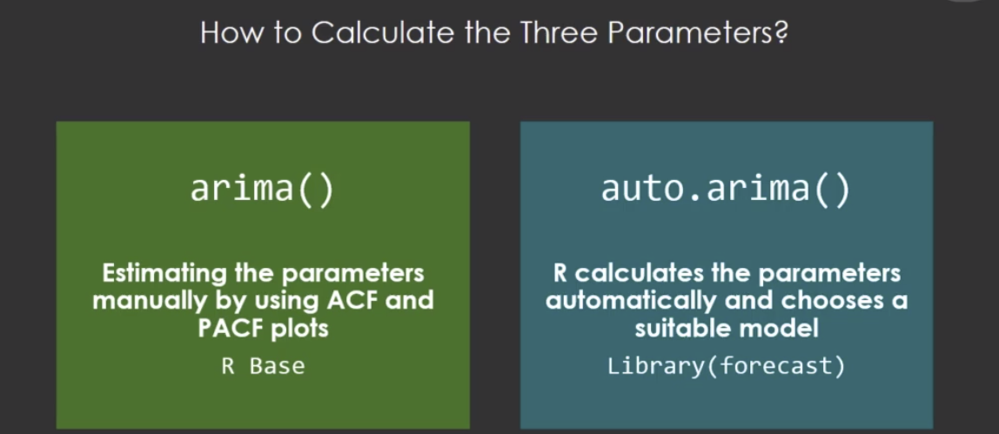 How to Calculate the Three Parameters?
arima()
Estimating the parameters
manually by using ACF and
PACF plots
R Base
auto.arima()
R calculates the parameters
automatically and chooses a
suitable model
Library(forecast)